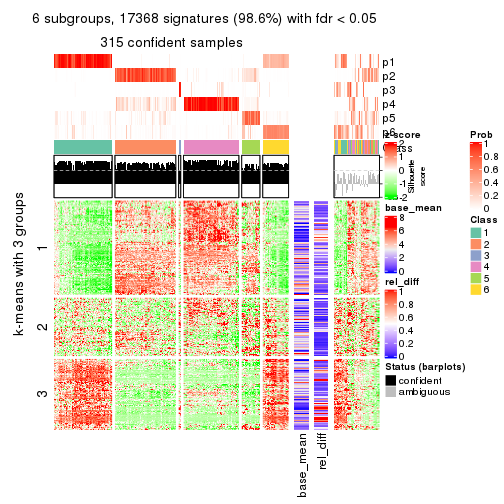 6 subgroups, 17368 signatures (98.6%) with fdr < 0.05
315 confident samples
p1
p2
p3
p4
p5
p6
Class
z-score
2
1
0
-1
-2
Silhouette
score
Prob
1
0.8
0.6
0.4
0.2
0
base_mean
8
6
4
2
0
Class
1
2
3
4
5
6
rel_diff
1
0.8
0.6
0.4
0.2
0
Status (barplots)
confident
ambiguous
k-means with 3 groups
1
2
3
base_mean
rel_diff